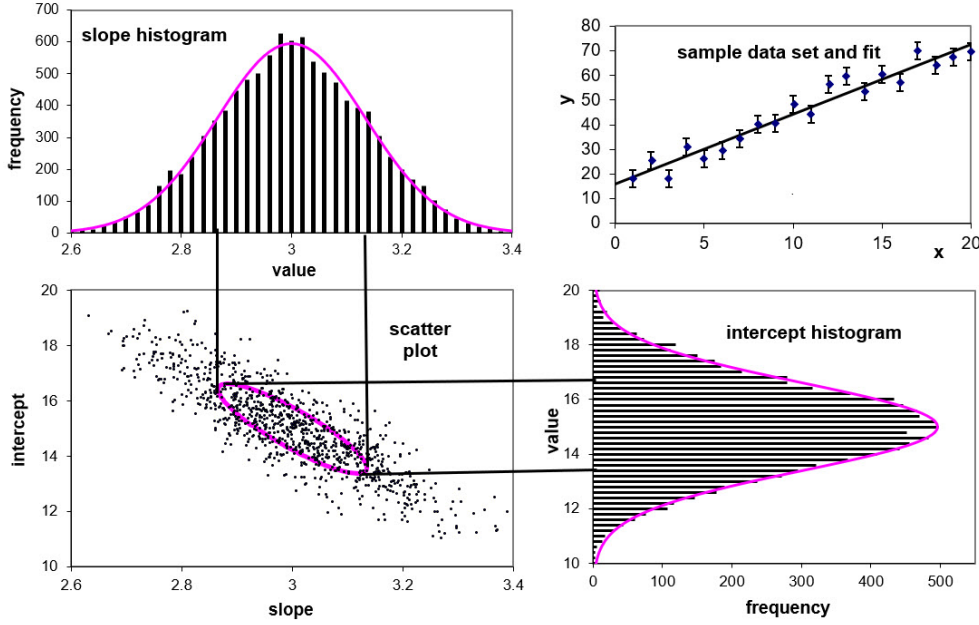 slope histogram
frequency
700
600
500
400
300
200
100
0
2.6 2.8 3 3.2 3.4
value
sample data set and fit
y
80
70
60
50
40
30
20
10
0
0 5 10 15 20
x
scatter
plot
intercept
20
18
16
14
12
10
2.6 2.8 3 3.2 3.4
slope
intercept histogram
value
20
18
16
14
12
10
0 100 200 300 400 500
frequency